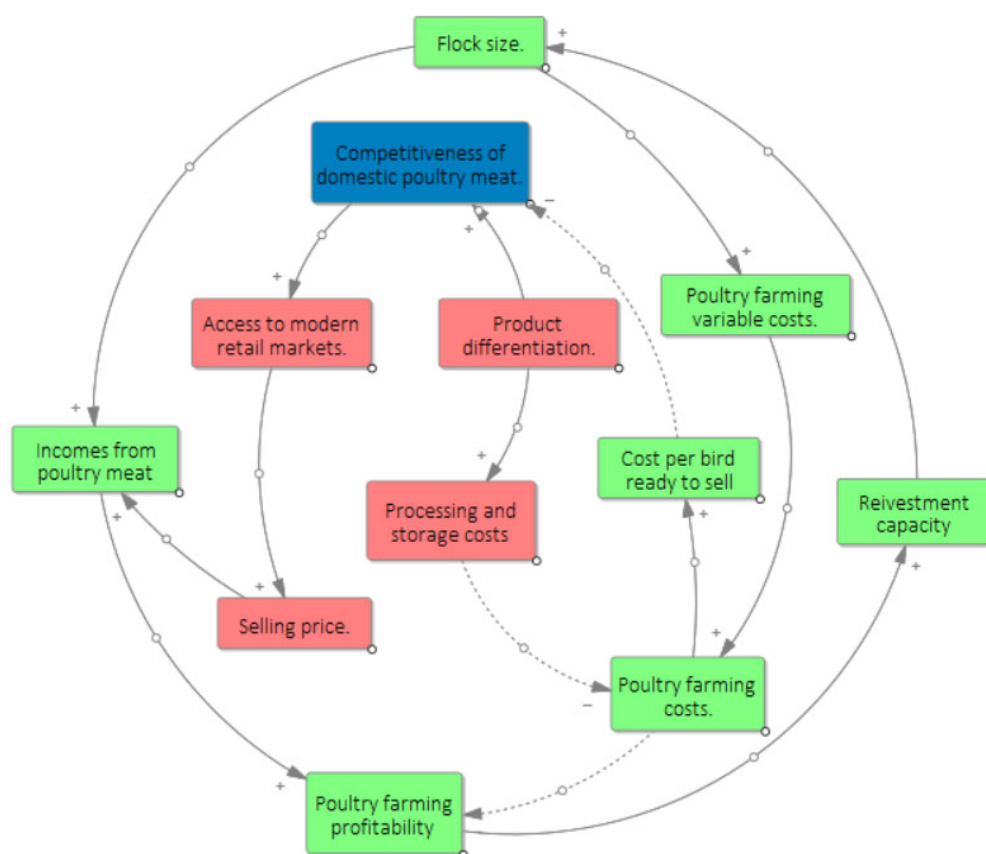 Flock size.
+
Competitiveness of
domestic poultry meat.
−
+
+
+
Access to modern
retail markets.
Product
differentiation.
Poultry farming
variable costs.
+
Incomes from
poultry meat
+
+
Cost per bird
ready to sell
+
Processing and
storage costs
Reivestment
capacity
+
+
Selling price.
+
Poultry farming
costs.
−
+
Poultry farming
profitability